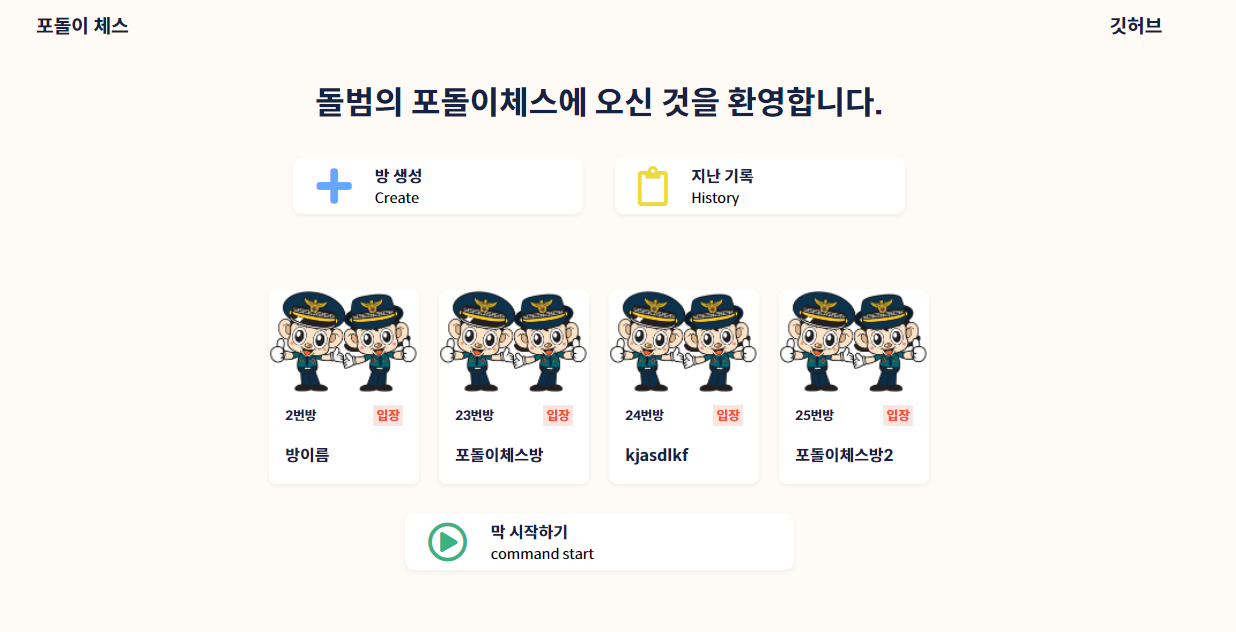 포돌이 체스
깃허브
돌범의 포돌이체스에 오신 것을 환영합니다.
방 생성
Create
지난 기록
History
2번방 입장
방이름
23번방 입장
포돌이체스방
24번방 입장
kjasdlkf
25번방 입장
포돌이체스방2
막 시작하기
command start